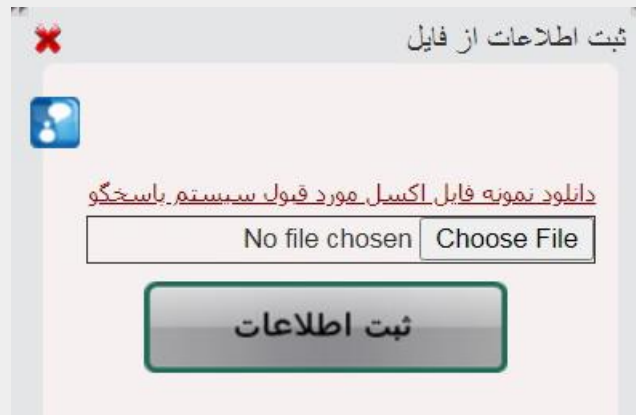 ثبت اطلاعات از فایل
دانلود نمونه فایل اکسل مورد قبول سیستم پاسخگو
Choose File No file chosen
ثبت اطلاعات